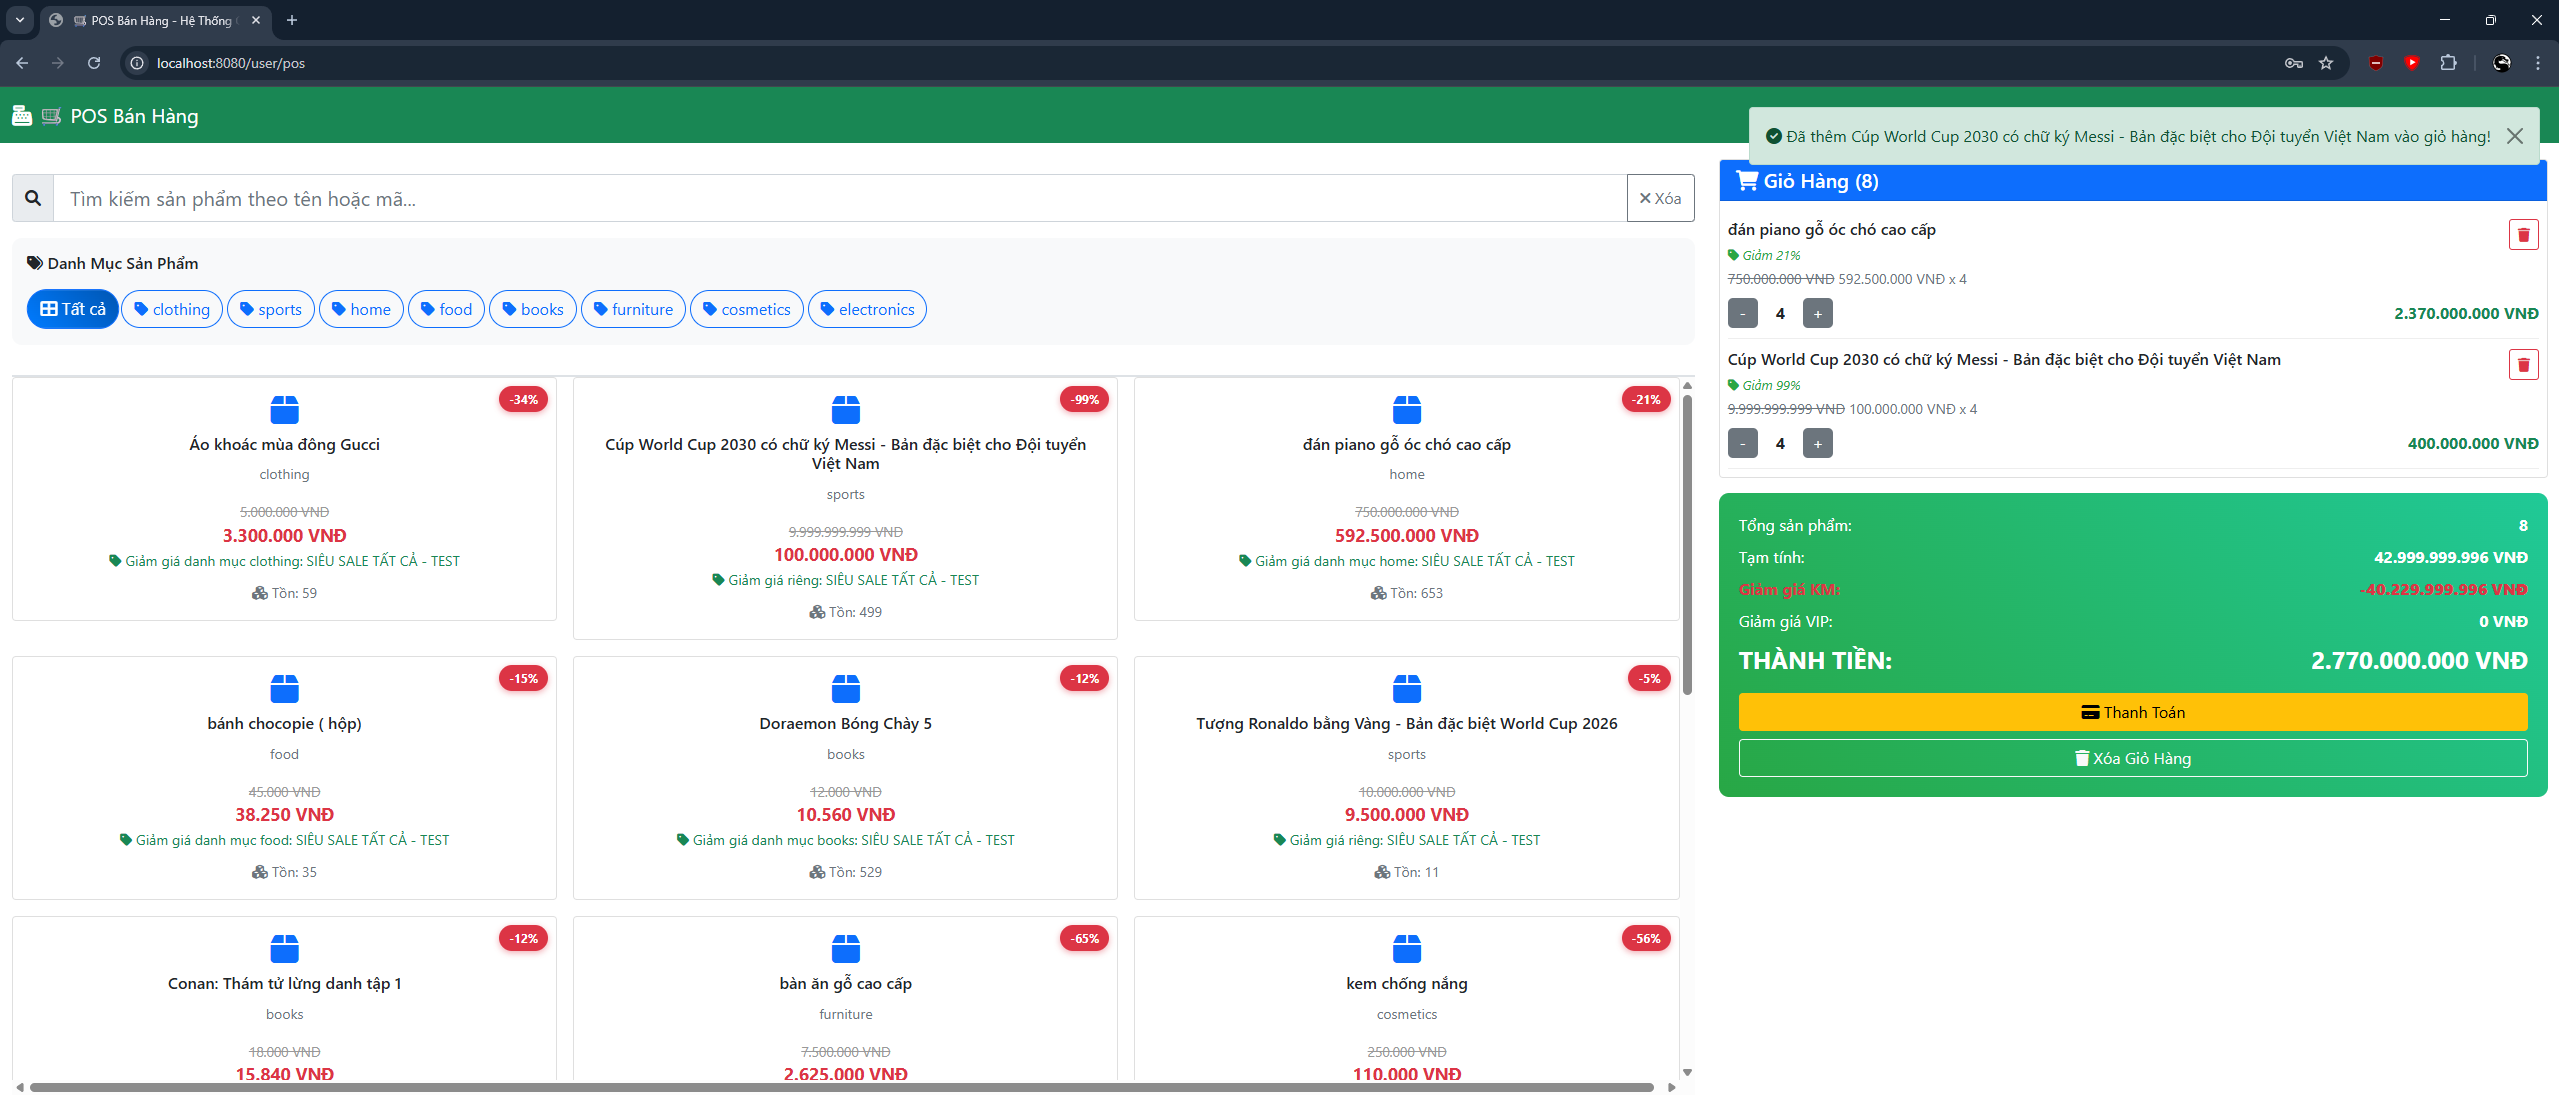 POS Bán Hàng - Hệ Thống
localhost:8080/user/pos
POS Bán Hàng
Đã thêm Cúp World Cup 2030 có chữ ký Messi - Bản đặc biệt cho Đội tuyển Việt Nam vào giỏ hàng!
Tìm kiếm sản phẩm theo tên hoặc mã...
Xóa
Danh Mục Sản Phẩm
Tất cả
clothing
sports
home
food
books
furniture
cosmetics
electronics
-34%
Áo khoác mùa đông Gucci
clothing
5.000.000 VNĐ
3.300.000 VNĐ
Giảm giá danh mục clothing: SIÊU SALE TẤT CẢ - TEST
Tồn: 59
-99%
Cúp World Cup 2030 có chữ ký Messi - Bản đặc biệt cho Đội tuyển
Việt Nam
sports
9.999.999.999 VNĐ
100.000.000 VNĐ
Giảm giá riêng: SIÊU SALE TẤT CẢ - TEST
Tồn: 499
-21%
đán piano gỗ óc chó cao cấp
home
750.000.000 VNĐ
592.500.000 VNĐ
Giảm giá danh mục home: SIÊU SALE TẤT CẢ - TEST
Tồn: 653
-15%
bánh chocopie ( hộp)
food
45.000 VNĐ
38.250 VNĐ
Giảm giá danh mục food: SIÊU SALE TẤT CẢ - TEST
Tồn: 35
-12%
Doraemon Bóng Chày 5
books
12.000 VNĐ
10.560 VNĐ
Giảm giá danh mục books: SIÊU SALE TẤT CẢ - TEST
Tồn: 529
-5%
Tượng Ronaldo bằng Vàng - Bản đặc biệt World Cup 2026
sports
10.000.000 VNĐ
9.500.000 VNĐ
Giảm giá riêng: SIÊU SALE TẤT CẢ - TEST
Tồn: 11
-12%
Conan: Thám tử lừng danh tập 1
books
18.000 VNĐ
15.840 VNĐ
-65%
bàn ăn gỗ cao cấp
furniture
7.500.000 VNĐ
2.625.000 VNĐ
-56%
kem chống nắng
cosmetics
250.000 VNĐ
110.000 VNĐ
Giỏ Hàng (8)
đán piano gỗ óc chó cao cấp
Giảm 21%
750.000.000 VNĐ 592.500.000 VNĐ x 4
- 4 + 2.370.000.000 VNĐ
Cúp World Cup 2030 có chữ ký Messi - Bản đặc biệt cho Đội tuyển Việt Nam
Giảm 99%
9.999.999.999 VNĐ 100.000.000 VNĐ x 4
- 4 + 400.000.000 VNĐ
Tổng sản phẩm: 8
Tạm tính: 42.999.999.996 VNĐ
Giảm giá KM: -40.229.999.996 VNĐ
Giảm giá VIP: 0 VNĐ
THÀNH TIỀN: 2.770.000.000 VNĐ
Thanh Toán
Xóa Giỏ Hàng